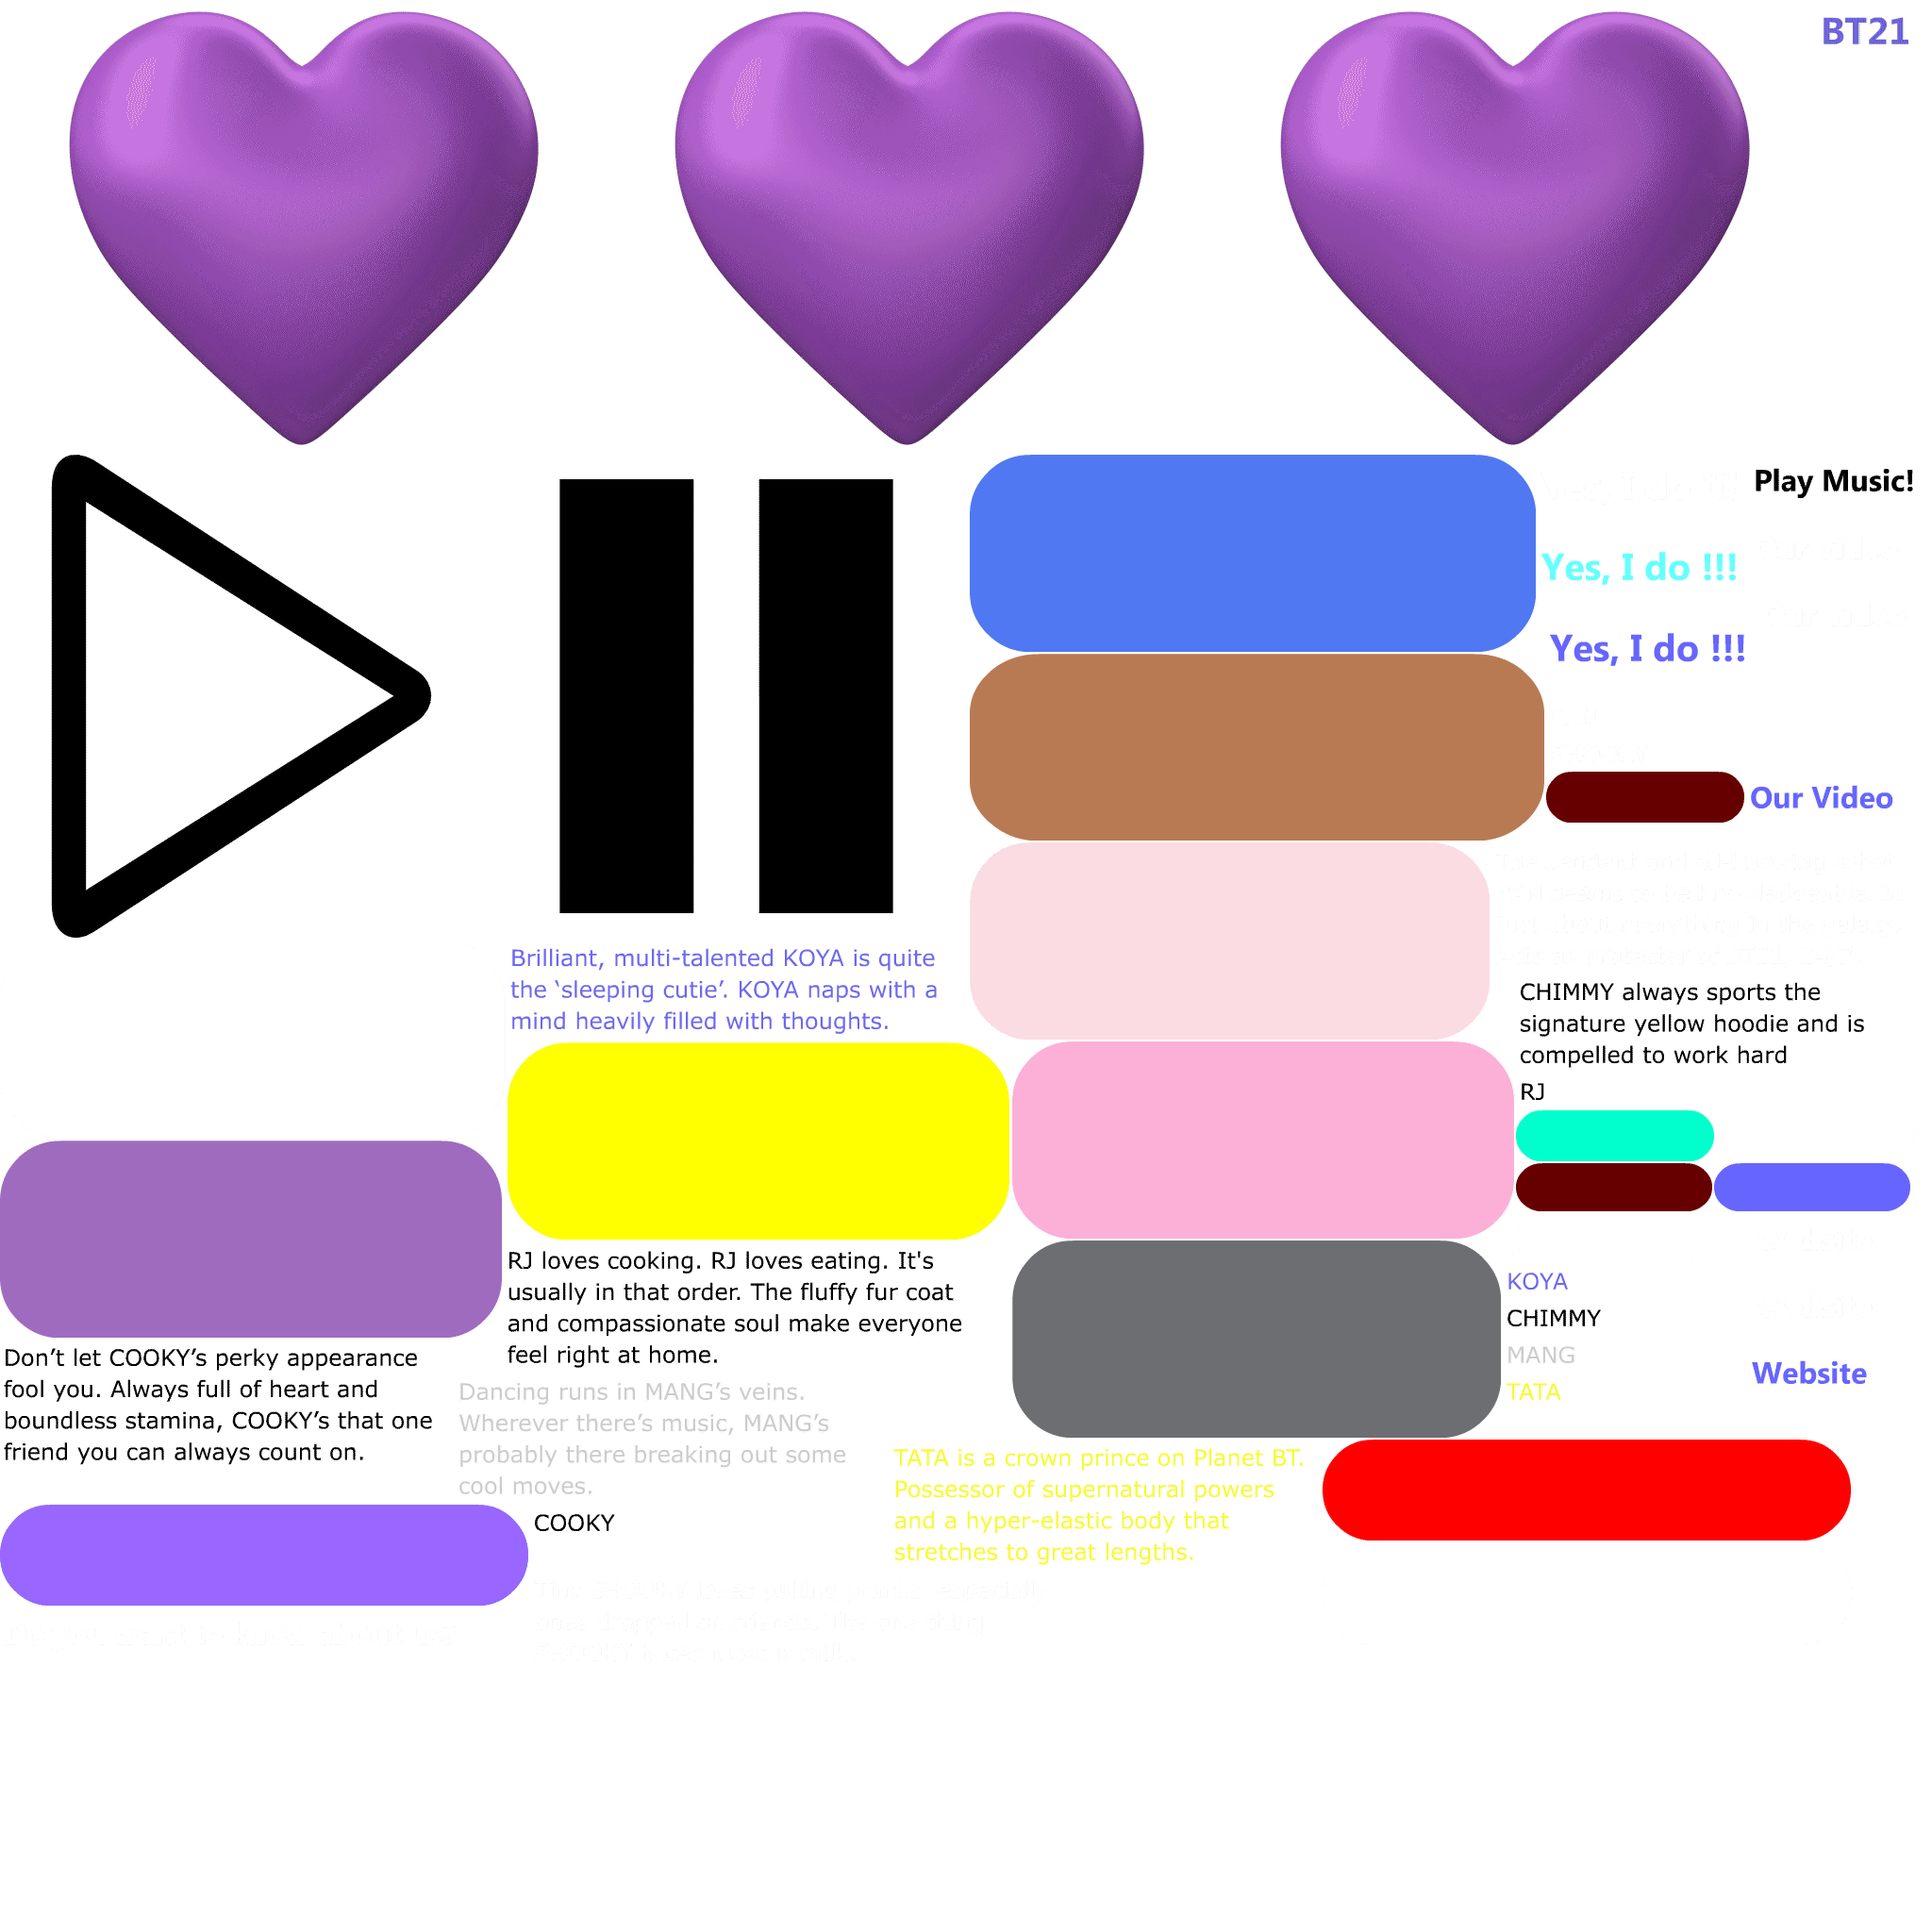 BT21
Play Music!
Yes, I do !!!
Yes, I do !!!
Our Video
Brilliant, multi-talented KOYA is quite
the ‘sleeping cutie’. KOYA naps with a
mind heavily filled with thoughts.
CHIMMY always sports the
signature yellow hoodie and is
compelled to work hard
RJ
RJ loves cooking. RJ loves eating. It's
usually in that order. The fluffy fur coat
and compassionate soul make everyone
feel right at home.
KOYA
CHIMMY
MANG
TATA
Website
Don’t let COOKY’s perky appearance
fool you. Always full of heart and
boundless stamina, COOKY’s that one
friend you can always count on.
Dancing runs in MANG’s veins.
Wherever there’s music, MANG’s
probably there breaking out some
cool moves.
TATA is a crown prince on Planet BT.
Possessor of supernatural powers
and a hyper-elastic body that
stretches to great lengths.
COOKY